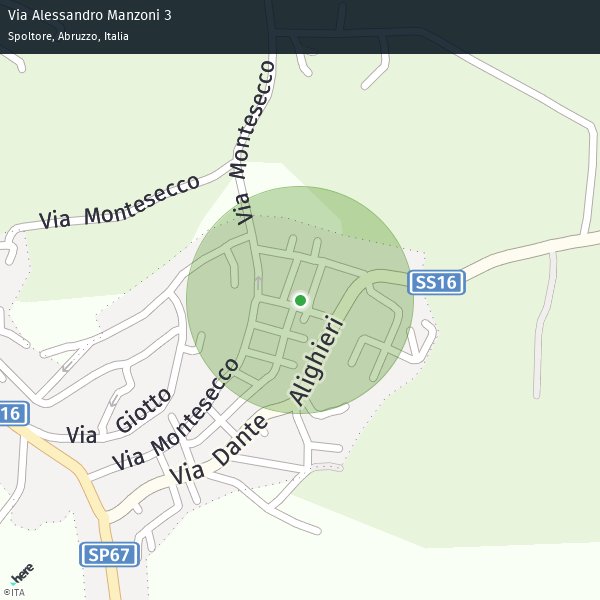 Via Alessandro Manzoni 3
Spoltore, Abruzzo, Italia
Via Montesecco
Via Montesecco
SS16
Alighieri
16
Via Giotto
Via Montesecco
Via Dante
SP67
here
©ITA